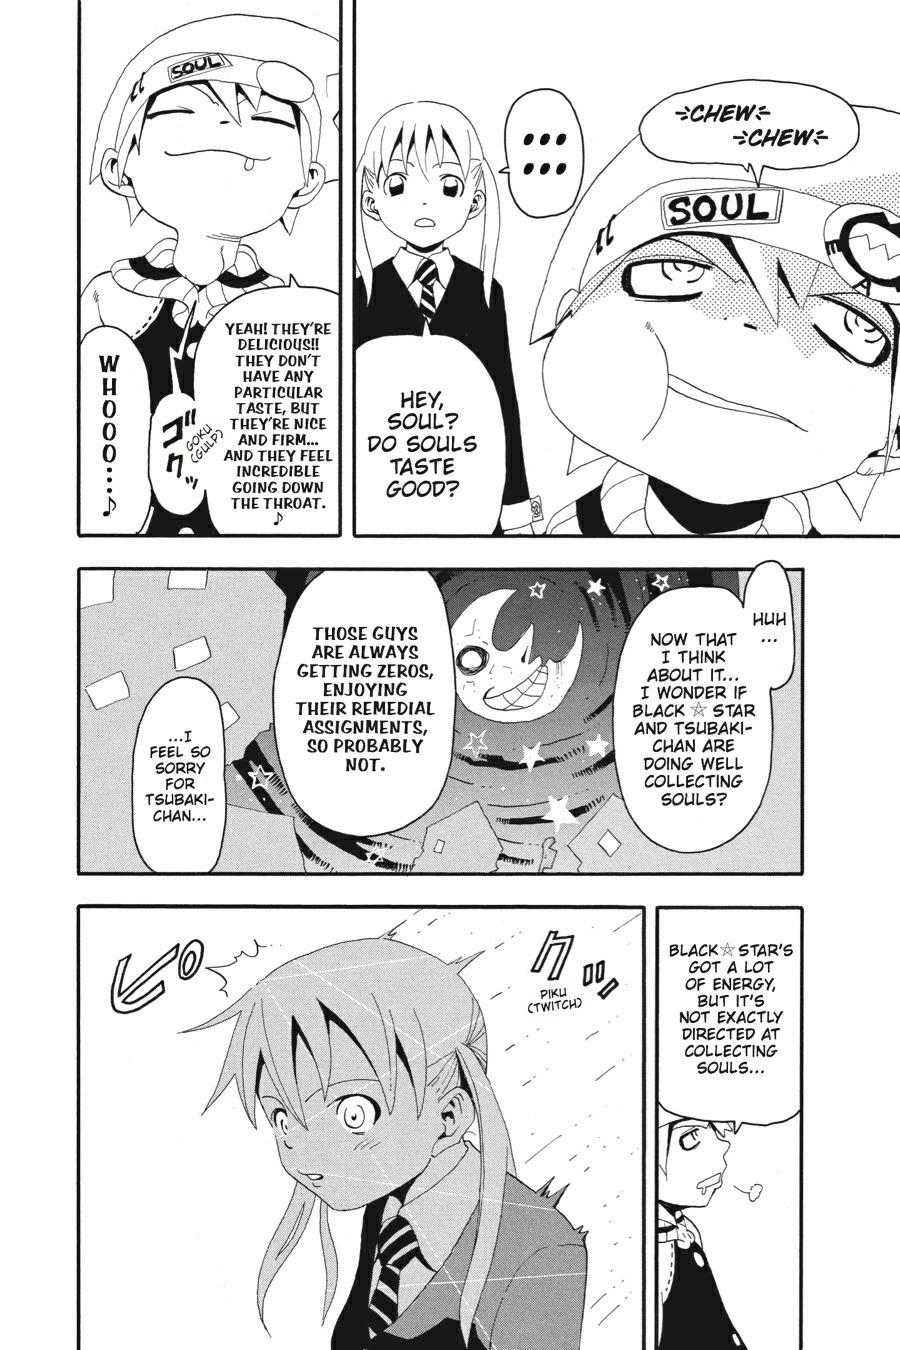 CHEW
CHEW
SOUL
......
HEY,
SOUL?
DO SOULS
TASTE
GOOD?
SOUL
YEAH! THEY'RE
DELICIOUS!!
THEY DON'T
HAVE ANY
PARTICULAR
TASTE, BUT
THEY'RE NICE
AND FIRM...
AND THEY FEEL
INCREDIBLE
GOING DOWN
THE THROAT.
♪
ゴク
GOKU
(GULP)
WHOOO...♪
HUH
...
NOW THAT
I THINK
ABOUT IT...
I WONDER IF
BLACK☆STAR
AND TSUBAKI-
CHAN ARE
DOING WELL
COLLECTING
SOULS?
THOSE GUYS
ARE ALWAYS
GETTING ZEROS,
ENJOYING
THEIR REMEDIAL
ASSIGNMENTS,
SO PROBABLY
NOT.
...I
FEEL SO
SORRY
FOR
TSUBAKI-
CHAN...
BLACK☆STAR'S
GOT A LOT
OF ENERGY,
BUT IT'S
NOT EXACTLY
DIRECTED AT
COLLECTING
SOULS...
ピクッ
PIKU
(TWITCH)